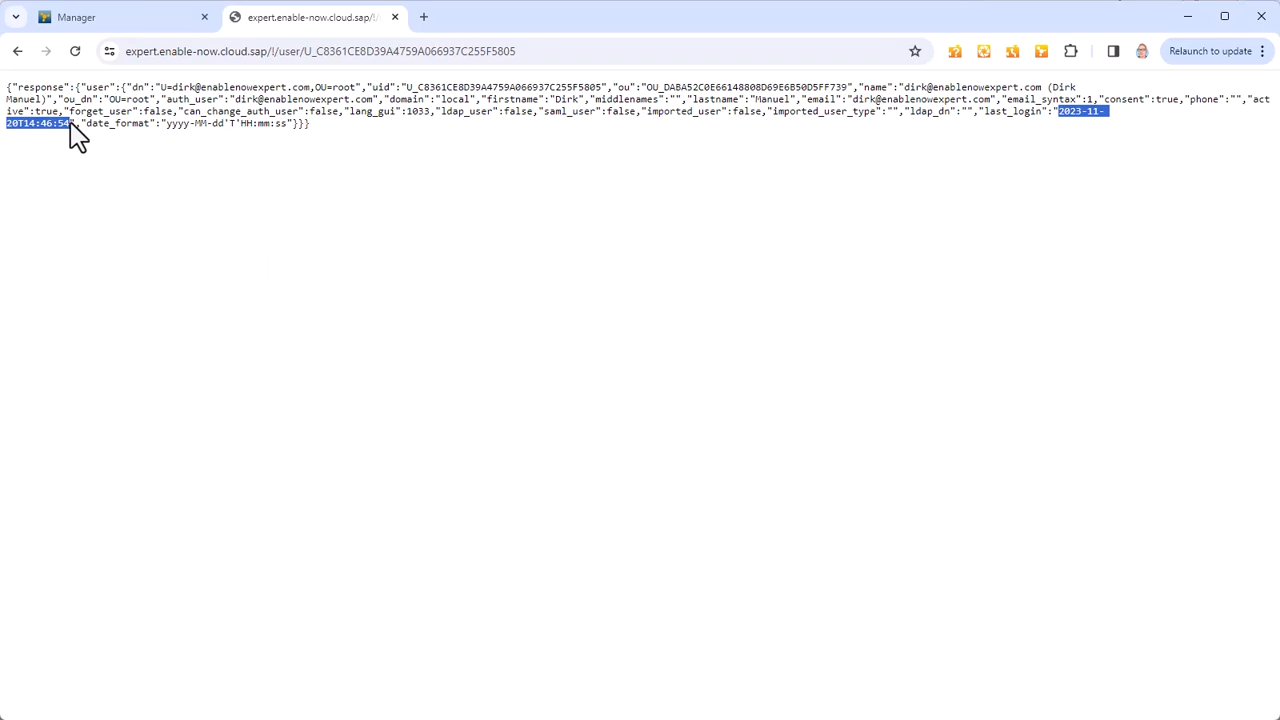 Manager
expert.enable-now.cloud.sap/!/
expert.enable-now.cloud.sap/!/user/U_C8361CE8D39A4759A066937C255F5805
Relaunch to update
{"response":{"user":{"dn":"U=dirk@enablenowexpert.com,OU=root","uid":"U_C8361CE8D39A4759A066937C255F5805","ou":"OU_DABA52C0E66148808D69E6B50D5FF739","name":"dirk@enablenowexpert.com (Dirk
Manuel)","ou_dn":"OU=root","auth_user":"dirk@enablenowexpert.com","domain":"local","firstname":"Dirk","middlenames":"","lastname":"Manuel","email":"dirk@enablenowexpert.com","email_syntax":1,"consent":true,"phone":"","act
ive":true,"forget_user":false,"can_change_auth_user":false,"lang_gui":1033,"ldap_user":false,"saml_user":false,"imported_user":false,"imported_user_type":"","ldap_dn":"","last_login":"2023-11-
20T14:46:54","date_format":"yyyy-MM-dd'T'HH:mm:ss"}}}